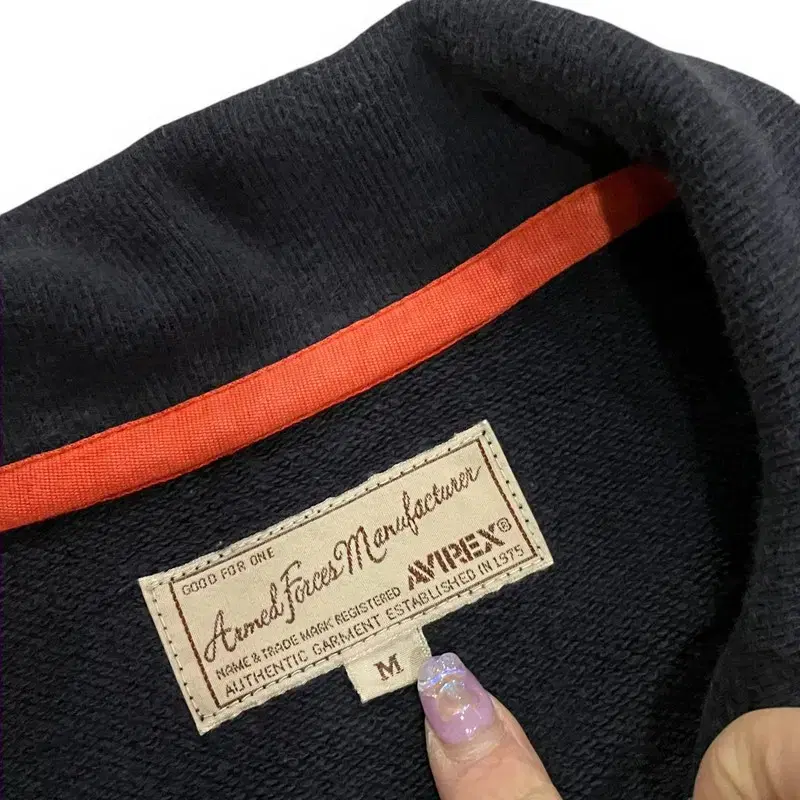 GOOD FOR ONE
Armed Forces Manufacturer
NAME & TRADE MARK REGISTERED AVIREX®
AUTHENTIC GARMENT ESTABLISHED IN 1975
M